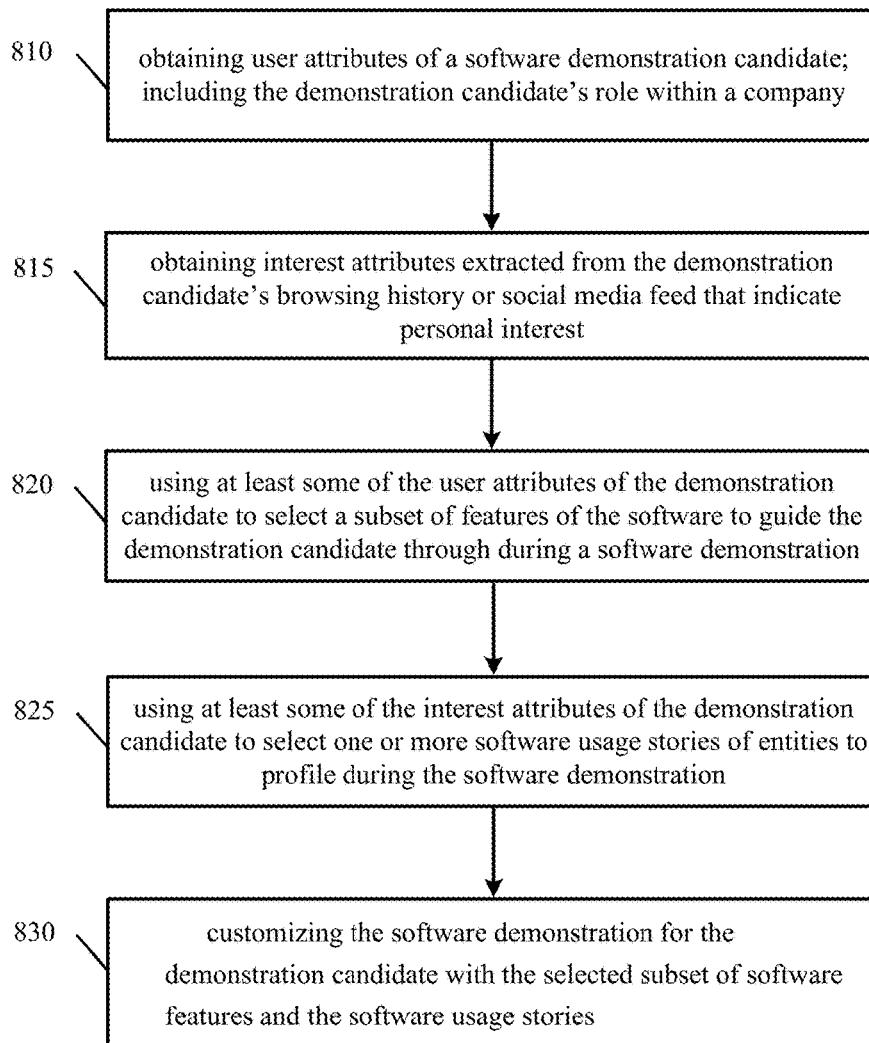 810
obtaining user attributes of a software demonstration candidate;
including the demonstration candidate's role within a company
815
obtaining interest attributes extracted from the demonstration
candidate's browsing history or social media feed that indicate
personal interest
820
using at least some of the user attributes of the demonstration
candidate to select a subset of features of the software to guide the
demonstration candidate through during a software demonstration
825
using at least some of the interest attributes of the demonstration
candidate to select one or more software usage stories of entities to
profile during the software demonstration
830
customizing the software demonstration for the
demonstration candidate with the selected subset of software
features and the software usage stories